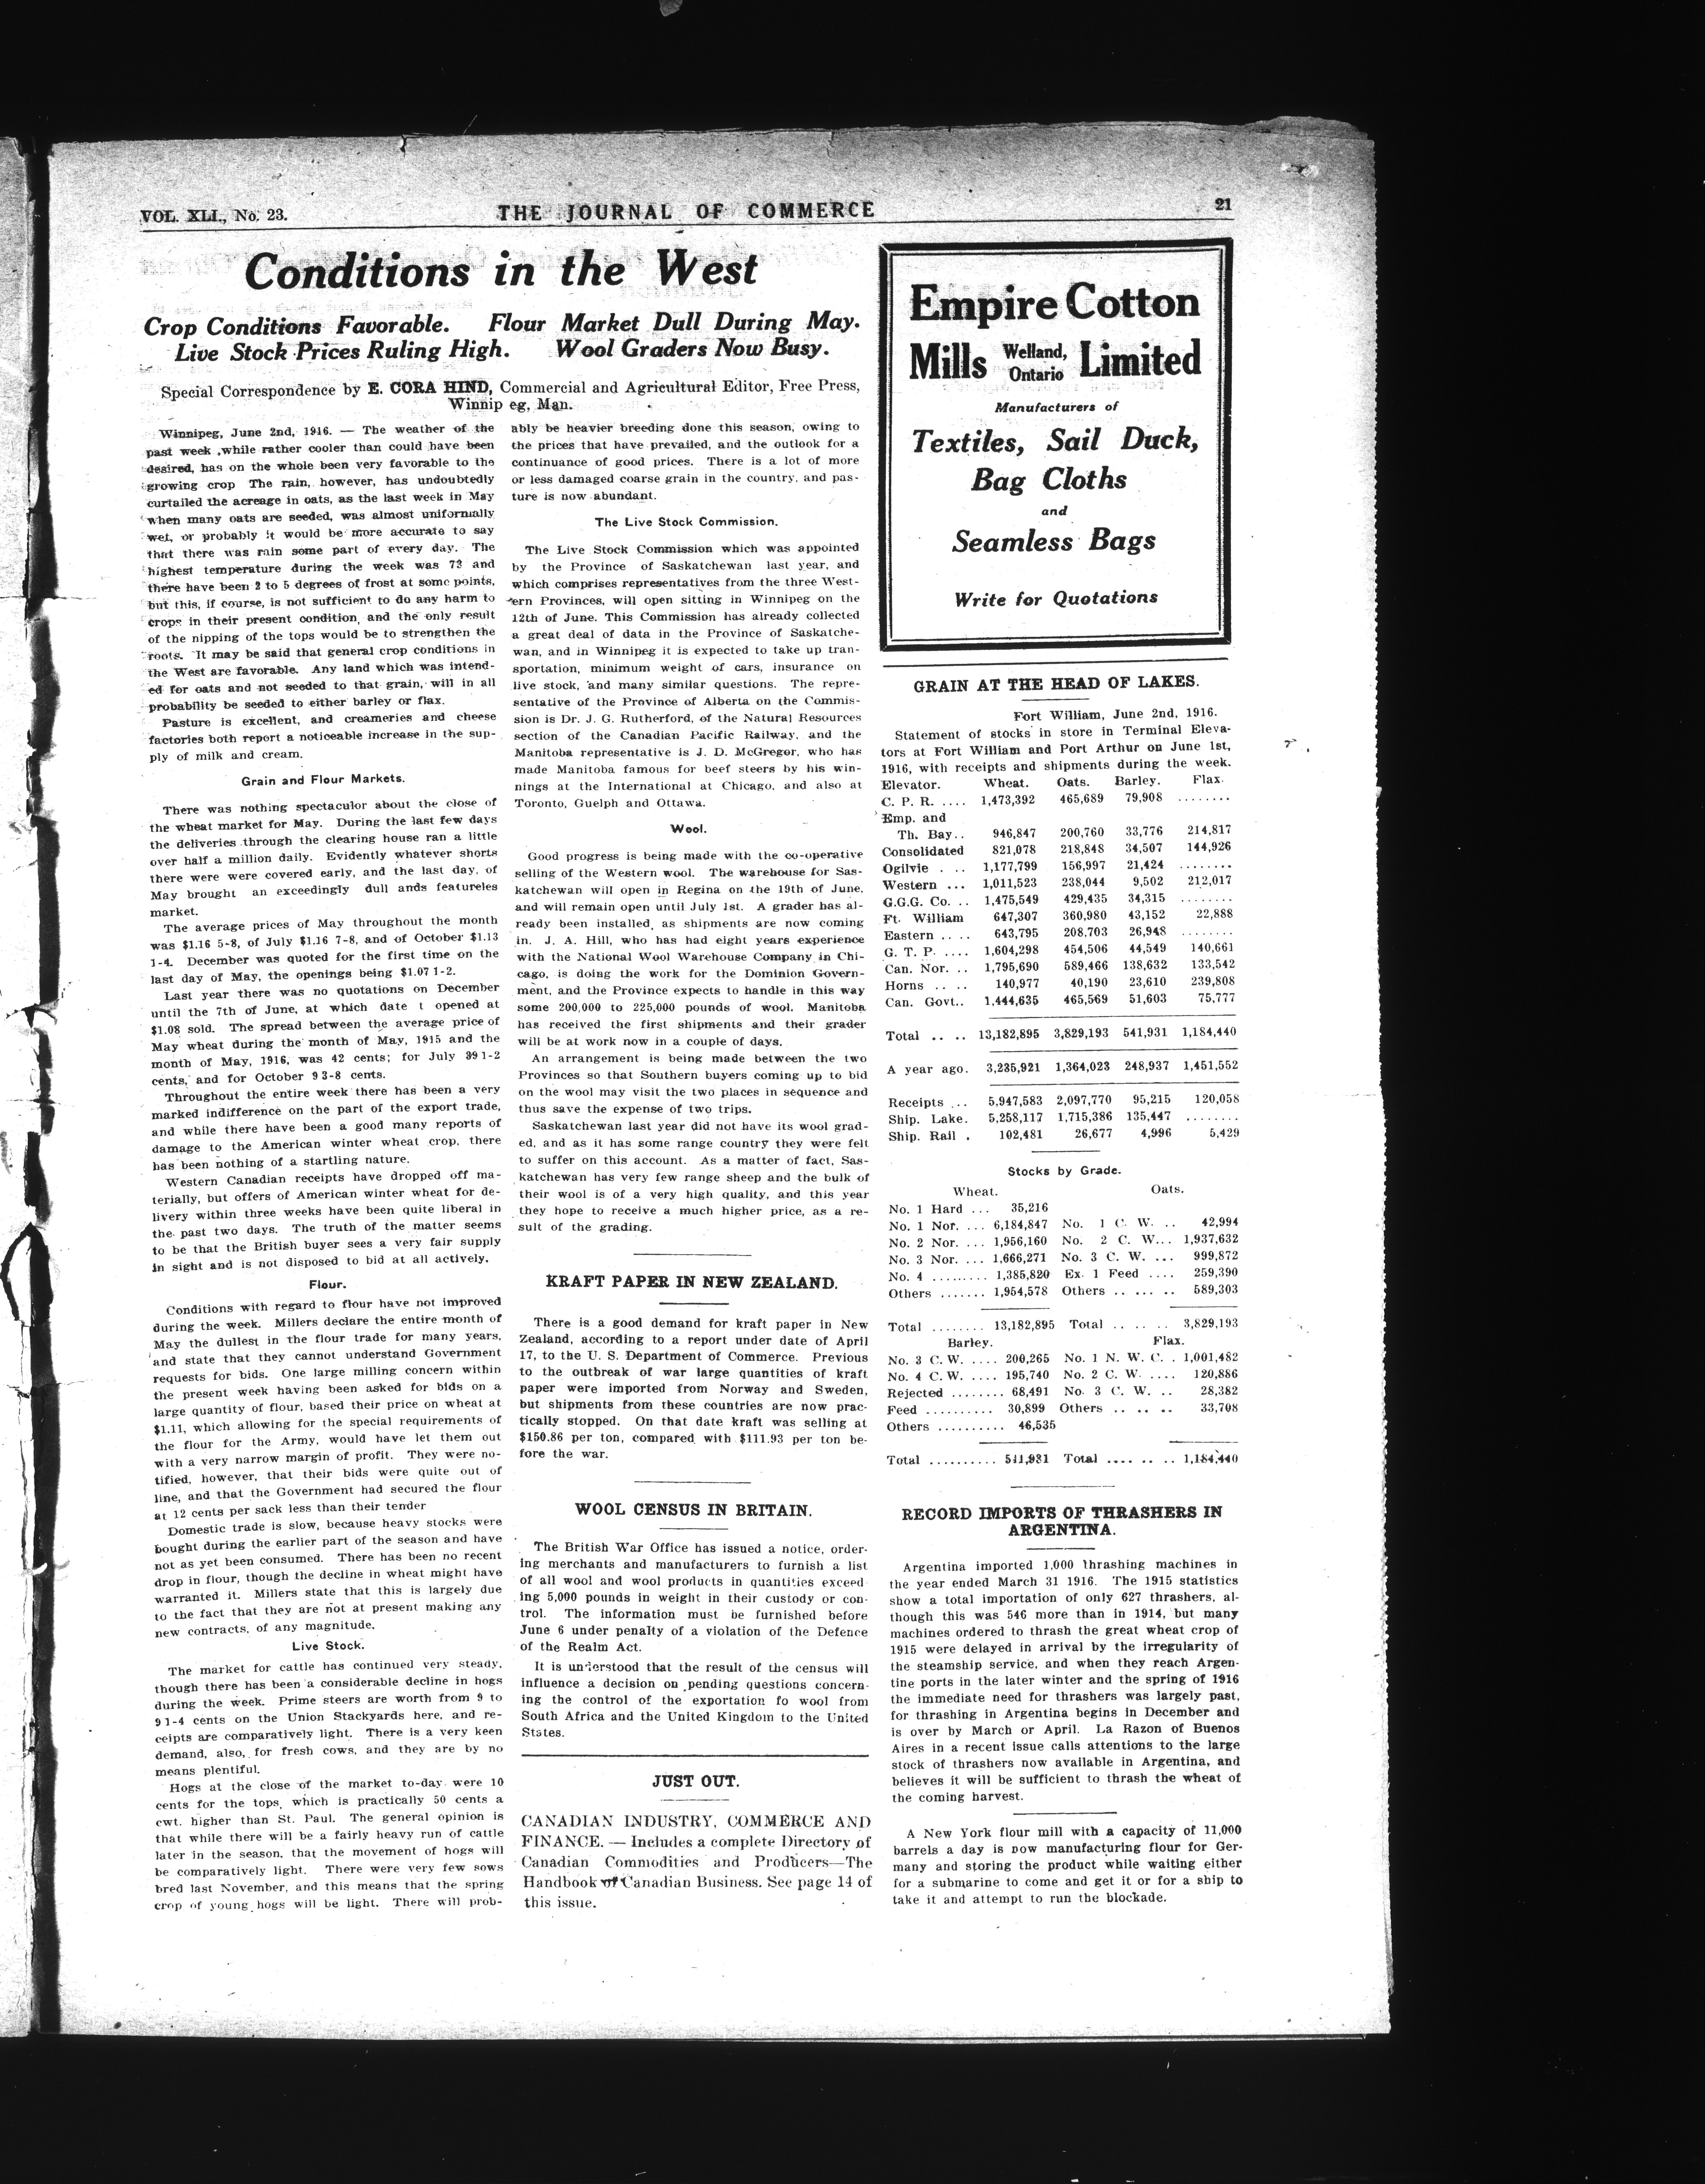 VOL. XLI., No. 23.
THE JOURNAL OF COMMERCE
21
Conditions in the West
Crop Conditions Favorable. Flour Market Dull During May.
Live Stock Prices Ruling High. Wool Graders Now Busy.
Special Correspondence by E. CORA HIND, Commercial and Agricultural Editor, Free Press,
Winnip eg, Man.
Winnipeg, June 2nd, 1916. — The weather of the
past week ,while rather cooler than could have been
desired, has on the whole been very favorable to the
growing crop The rain, however, has undoubtedly
curtailed the acreage in oats, as the last week in May
when many oats are seeded, was almost uniformally
wet, or probably it would be more accurate to say
that there was rain some part of every day. The
highest temperature during the week was 73 and
there have been 2 to 5 degrees of frost at some points,
but this, if course, is not sufficient to do any harm to
crops in their present condition, and the only result
of the nipping of the tops would be to strengthen the
roots. It may be said that general crop conditions in
the West are favorable. Any land which was intend-
ed for oats and not seeded to that grain, will in all
probability be seeded to either barley or flax.
Pasture is excellent, and creameries and cheese
factories both report a noticeable increase in the sup-
ply of milk and cream.
Grain and Flour Markets.
There was nothing spectaculor about the close of
the wheat market for May. During the last few days
the deliveries through the clearing house ran a little
over half a million daily. Evidently whatever shorts
there were were covered early, and the last day, of
May brought an exceedingly dull ands featureles
market.
The average prices of May throughout the month
was $1.16 5-8, of July $1.16 7-8, and of October $1.13
1-4. December was quoted for the first time on the
last day of May, the openings being $1.07 1-2.
Last year there was no quotations on December
until the 7th of June, at which date t opened at
$1.08 sold. The spread between the average price of
May wheat during the month of May, 1915 and the
month of May, 1916, was 42 cents; for July 39 1-2
cents, and for October 9 3-8 cents.
Throughout the entire week there has been a very
marked indifference on the part of the export trade,
and while there have been a good many reports of
damage to the American winter wheat crop, there
has been nothing of a startling nature.
Western Canadian receipts have dropped off ma-
terially, but offers of American winter wheat for de-
livery within three weeks have been quite liberal in
the past two days. The truth of the matter seems
to be that the British buyer sees a very fair supply
in sight and is not disposed to bid at all actively.
Flour.
Conditions with regard to flour have not improved
during the week. Millers declare the entire month of
May the dullest in the flour trade for many years,
and state that they cannot understand Government
requests for bids. One large milling concern within
the present week having been asked for bids on a
large quantity of flour, based their price on wheat at
$1.11, which allowing for the special requirements of
the flour for the Army, would have let them out
with a very narrow margin of profit. They were no-
tified, however, that their bids were quite out of
line, and that the Government had secured the flour
at 12 cents per sack less than their tender
Domestic trade is slow, because heavy stocks were
bought during the earlier part of the season and have
not as yet been consumed. There has been no recent
drop in flour, though the decline in wheat might have
warranted it. Millers state that this is largely due
to the fact that they are not at present making any
new contracts, of any magnitude.
Live Stock.
The market for cattle has continued very steady,
though there has been a considerable decline in hogs
during the week. Prime steers are worth from 9 to
9 1-4 cents on the Union Stackyards here, and re-
ceipts are comparatively light. There is a very keen
demand, also, for fresh cows, and they are by no
means plentiful.
Hogs at the close of the market to-day were 10
cents for the tops, which is practically 50 cents a
cwt. higher than St. Paul. The general opinion is
that while there will be a fairly heavy run of cattle
later in the season, that the movement of hogs will
be comparatively light. There were very few sows
bred last November, and this means that the spring
crop of young hogs will be light. There will prob-
ably be heavier breeding done this season, owing to
the prices that have prevailed, and the outlook for a
continuance of good prices. There is a lot of more
or less damaged coarse grain in the country, and pas-
ture is now abundant.
The Live Stock Commission.
The Live Stock Commission which was appointed
by the Province of Saskatchewan last year, and
which comprises representatives from the three West-
ern Provinces, will open sitting in Winnipeg on the
12th of June. This Commission has already collected
a great deal of data in the Province of Saskatche-
wan, and in Winnipeg it is expected to take up tran-
sportation, minimum weight of cars, insurance on
live stock, and many similar questions. The repre-
sentative of the Province of Alberta on the Commis-
sion is Dr. J. G. Rutherford, of the Natural Resources
section of the Canadian Pacific Railway, and the
Manitoba representative is J. D. McGregor, who has
made Manitoba famous for beef steers by his win-
nings at the International at Chicago, and also at
Toronto, Guelph and Ottawa.
Wool.
Good progress is being made with the co-operative
selling of the Western wool. The warehouse for Sas-
katchewan will open in Regina on the 19th of June,
and will remain open until July 1st. A grader has al-
ready been installed, as shipments are now coming
in. J. A. Hill, who has had eight years experience
with the National Wool Warehouse Company in Chi-
cago, is doing the work for the Dominion Govern-
ment, and the Province expects to handle in this way
some 200,000 to 225,000 pounds of wool. Manitoba
has received the first shipments and their grader
will be at work now in a couple of days.
An arrangement is being made between the two
Provinces so that Southern buyers coming up to bid
on the wool may visit the two places in sequence and
thus save the expense of two trips.
Saskatchewan last year did not have its wool grad-
ed, and as it has some range country they were felt
to suffer on this account. As a matter of fact, Sas-
katchewan has very few range sheep and the bulk of
their wool is of a very high quality, and this year
they hope to receive a much higher price, as a re-
sult of the grading.
KRAFT PAPER IN NEW ZEALAND.
There is a good demand for kraft paper in New
Zealand, according to a report under date of April
17, to the U. S. Department of Commerce. Previous
to the outbreak of war large quantities of kraft
paper were imported from Norway and Sweden,
but shipments from these countries are now prac-
tically stopped. On that date kraft was selling at
$150.86 per ton, compared with $111.93 per ton be-
fore the war.
WOOL CENSUS IN BRITAIN.
The British War Office has issued a notice, order-
ing merchants and manufacturers to furnish a list
of all wool and wool products in quantities exceed
ing 5,000 pounds in weight in their custody or con-
trol. The information must be furnished before
June 6 under penalty of a violation of the Defence
of the Realm Act.
It is understood that the result of the census will
influence a decision on pending questions concern-
ing the control of the exportation fo wool from
South Africa and the United Kingdom to the United
States.
JUST OUT.
CANADIAN INDUSTRY, COMMERCE AND
FINANCE. — Includes a complete Directory of
Canadian Commodities and Producers—The
Handbook of Canadian Business. See page 14 of
this issue.
Empire Cotton
Mills Welland, Ontario Limited
Manufacturers of
Textiles, Sail Duck,
Bag Cloths
and
Seamless Bags
Write for Quotations
GRAIN AT THE HEAD OF LAKES.
Fort William, June 2nd, 1916.
Statement of stocks in store in Terminal Eleva-
tors at Fort William and Port Arthur on June 1st,
1916, with receipts and shipments during the week.
Elevator. Wheat. Oats. Barley. Flax.
C. P. R. .... 1,473,392 465,689 79,908 ........
Emp. and
Th. Bay.. 946,847 200,760 33,776 214,817
Consolidated 821,078 218,848 34,507 144,926
Ogilvie . .. 1,177,799 156,997 21,424 ........
Western ... 1,011,523 238,044 9,502 212,017
G.G.G. Co. .. 1,475,549 429,435 34,315 ........
Ft. William 647,307 360,980 43,152 22,888
Eastern .. .. 643,795 208,703 26,948 ........
G. T. P. .... 1,604,298 454,506 44,549 140,661
Can. Nor. .. 1,795,690 589,466 138,632 133,542
Horns .. .. 140,977 40,190 23,610 239,808
Can. Govt.. 1,444,635 465,569 51,603 75,777
Total .. .. 13,182,895 3,829,193 541,931 1,184,440
A year ago. 3,235,921 1,364,023 248,937 1,451,552
Receipts ... 5,947,583 2,097,770 95,215 120,058
Ship. Lake. 5,258,117 1,715,386 135,447 ........
Ship. Rail . 102,481 26,677 4,996 5,429
Stocks by Grade.
Wheat. Oats.
No. 1 Hard ... 35,216
No. 1 Nor. ... 6,184,847 No. 1 C. W. .. 42,994
No. 2 Nor. ... 1,956,160 No. 2 C. W... 1,937,632
No. 3 Nor. ... 1,666,271 No. 3 C. W. ... 999,872
No. 4 ......... 1,385,820 Ex. 1 Feed .... 259,390
Others ....... 1,954,578 Others .. ... .. 589,303
Total ........ 13,182,895 Total .. .. .. 3,829,193
Barley. Flax.
No. 3 C. W. .... 200,265 No. 1 N. W. C. . 1,001,482
No. 4 C. W. .... 195,740 No. 2 C. W. .... 120,886
Rejected ........ 68,491 No. 3 C. W. .. 28,382
Feed .......... 30,899 Others .. .. .. 33,708
Others .......... 46,535
Total .......... 541,931 Total .... .. .. 1,184,440
RECORD IMPORTS OF THRASHERS IN
ARGENTINA.
Argentina imported 1,000 thrashing machines in
the year ended March 31 1916. The 1915 statistics
show a total importation of only 627 thrashers, al-
though this was 546 more than in 1914, but many
machines ordered to thrash the great wheat crop of
1915 were delayed in arrival by the irregularity of
the steamship service, and when they reach Argen-
tine ports in the later winter and the spring of 1916
the immediate need for thrashers was largely past,
for thrashing in Argentina begins in December and
is over by March or April. La Razon of Buenos
Aires in a recent issue calls attentions to the large
stock of thrashers now available in Argentina, and
believes it will be sufficient to thrash the wheat of
the coming harvest.
A New York flour mill with a capacity of 11,000
barrels a day is now manufacturing flour for Ger-
many and storing the product while waiting either
for a submarine to come and get it or for a ship to
take it and attempt to run the blockade.